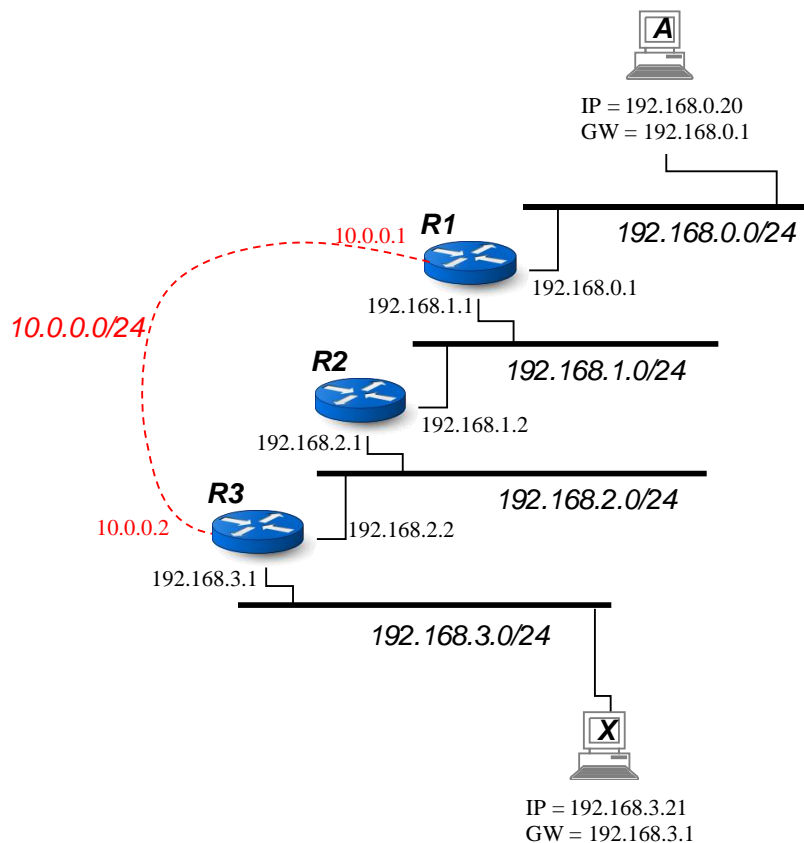 A
IP = 192.168.0.20
GW = 192.168.0.1
R1
10.0.0.1
192.168.0.0/24
192.168.0.1
192.168.1.1
10.0.0.0/24
R2
192.168.1.0/24
192.168.1.2
192.168.2.1
R3
192.168.2.0/24
10.0.0.2
192.168.2.2
192.168.3.1
192.168.3.0/24
X
IP = 192.168.3.21
GW = 192.168.3.1